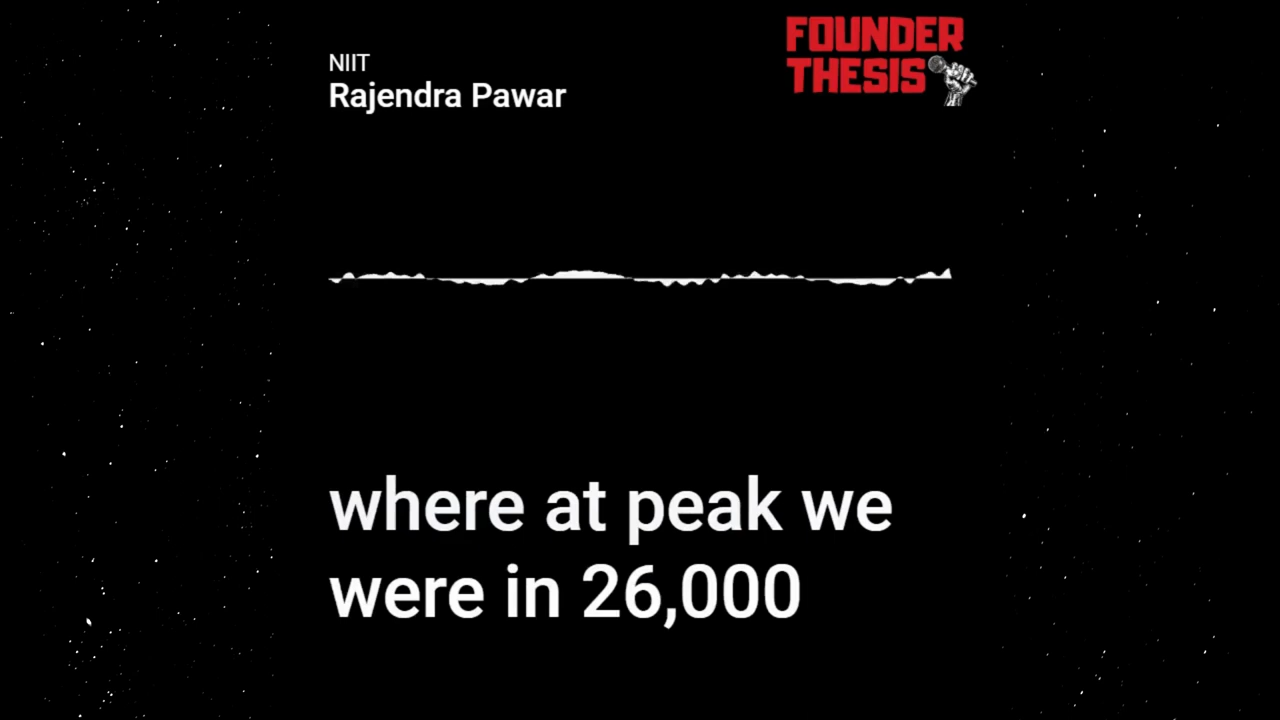 NIIT
Rajendra Pawar
FOUNDER
THESIS
where at peak we
were in 26,000